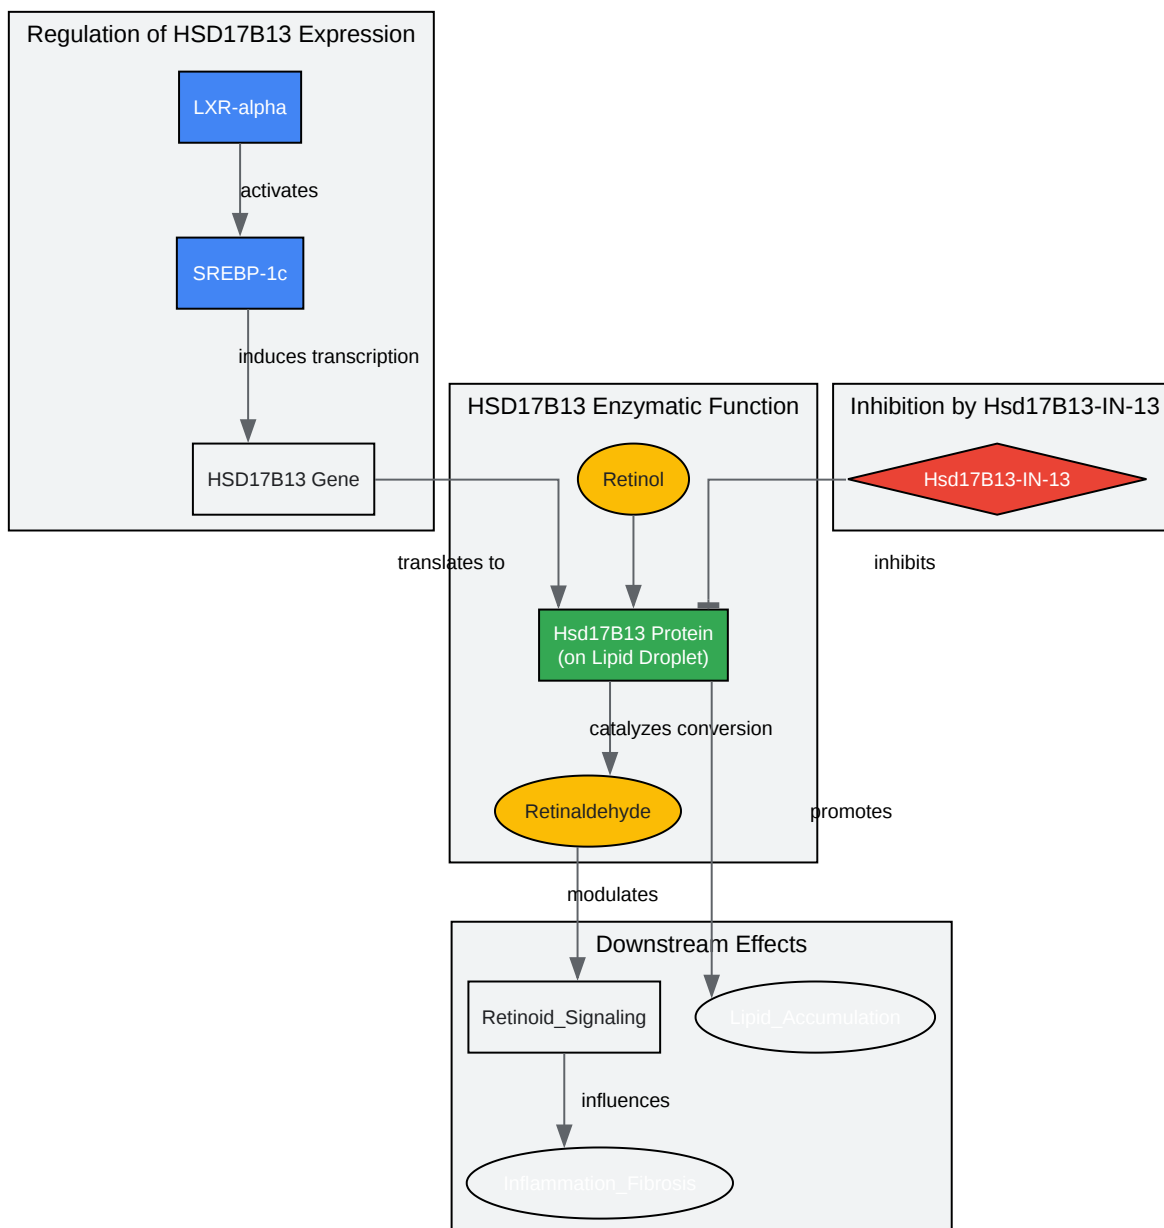 Regulation of HSD17B13 Expression
LXR-alpha
activates
SREBP-1c
induces transcription
HSD17B13 Gene
HSD17B13 Enzymatic Function
Retinol
Inhibition by Hsd17B13-IN-13
Hsd17B13-IN-13
translates to
inhibits
Hsd17B13 Protein
(on Lipid Droplet)
catalyzes conversion
Retinaldehyde
promotes
modulates
Downstream Effects
Retinoid_Signaling
Lipid_Accumulation
influences
Inflammation_Fibrosis